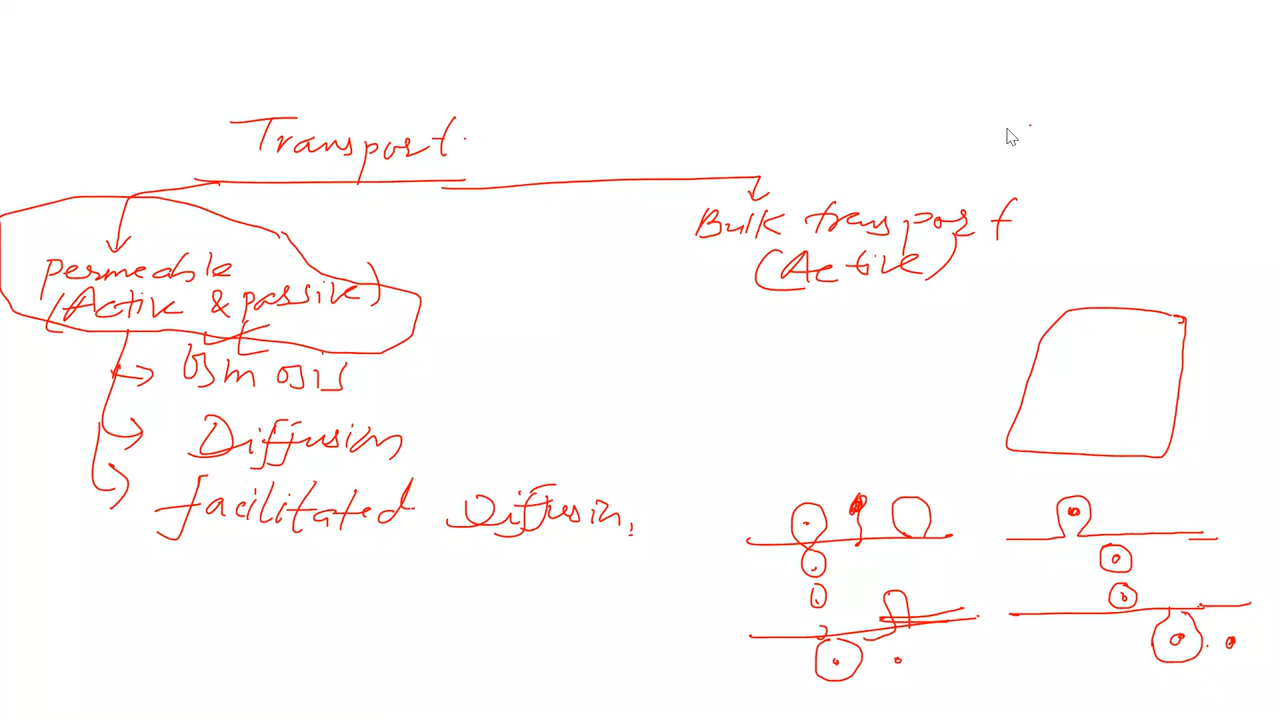 Transport.
Bulk transport
(Active)
permeable
(Active & passive)
Osmosis
Diffusion
facilitated Diffusion.